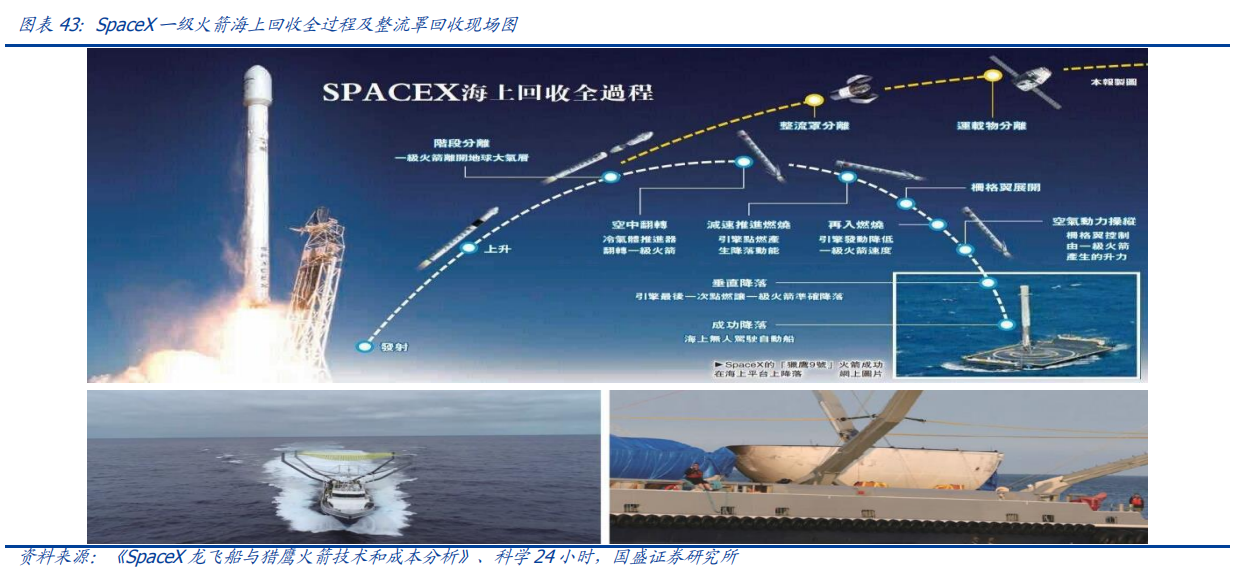 图表 43：SpaceX 一级火箭海上回收全过程及整流罩回收现场图
SPACEX海上回收全過程
本報製圖
整流罩分離
運載物分離
階段分離
一級火箭離開地球大氣層
柵格翼展開
空中翻轉
冷氣體推進器
翻轉一級火箭
減速推進燃燒
引擎點燃產
生降落動能
再入燃燒
引擎發動降低
一級火箭速度
空氣動力操縱
柵格翼控制
由一級火箭
產生的升力
上升
垂直降落
引擎最後一次點燃讓一級火箭準確降落
成功降落
海上無人駕駛自動船
發射
►SpaceX的「獵鷹9號」火箭成功
在海上平台上降落 網上圖片
资料来源：《SpaceX 龙飞船与猎鹰火箭技术和成本分析》、科学 24 小时，国盛证券研究所